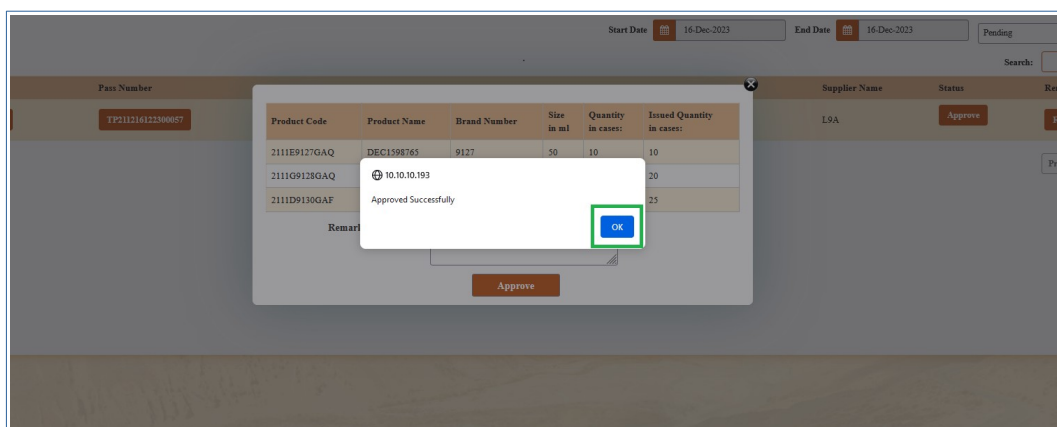 Start Date 16-Dec-2023 End Date 16-Dec-2023 Pending
Search:
Pass Number Supplier Name Status
TP211216122300057 L9A Approve
Product Code Product Name Brand Number Size in ml Quantity in cases: Issued Quantity in cases:
2111E9127GAQ DEC1598765 9127 50 10 10
2111G9128GAQ 20
2111D9130GAF 25
10.10.10.193
Approved Successfully
OK
Remark
Approve